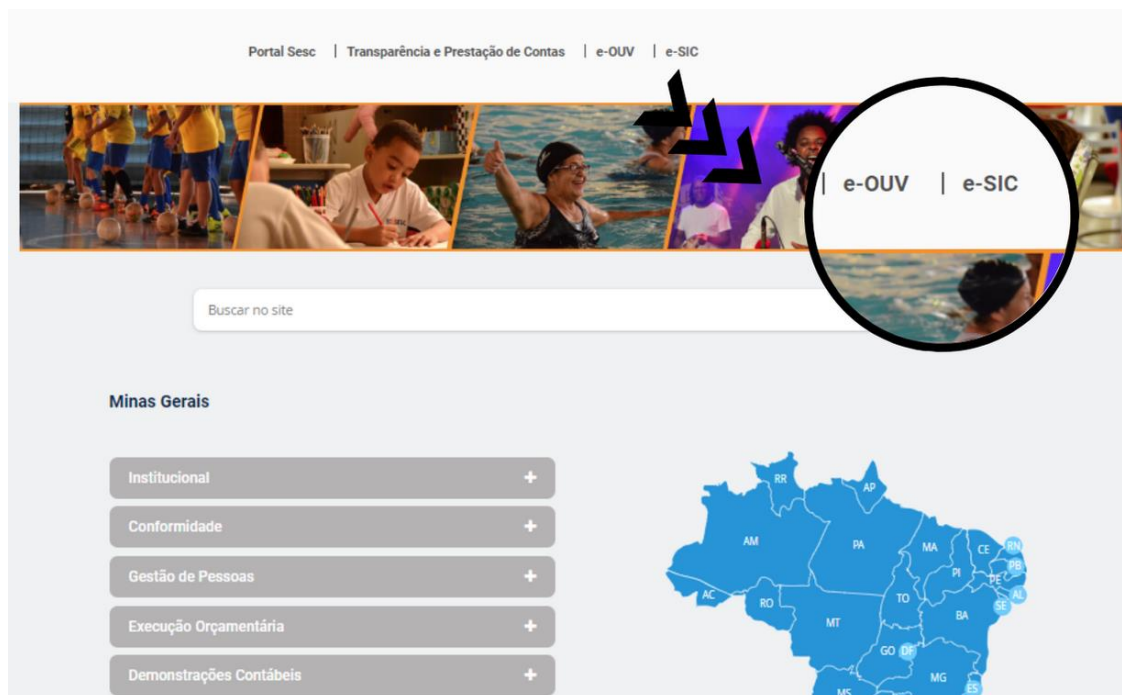 Portal Sesc | Transparência e Prestação de Contas | e-OUV | e-SIC
| e-OUV | e-SIC
Buscar no site
Minas Gerais
Institucional +
Conformidade +
Gestão de Pessoas +
Execução Orçamentária +
Demonstrações Contábeis +
RR
AP
AM
PA
MA
CE
RN
PB
PI
PE
AC
RO
TO
AL
SE
BA
MT
GO
DF
MG
ES
MS